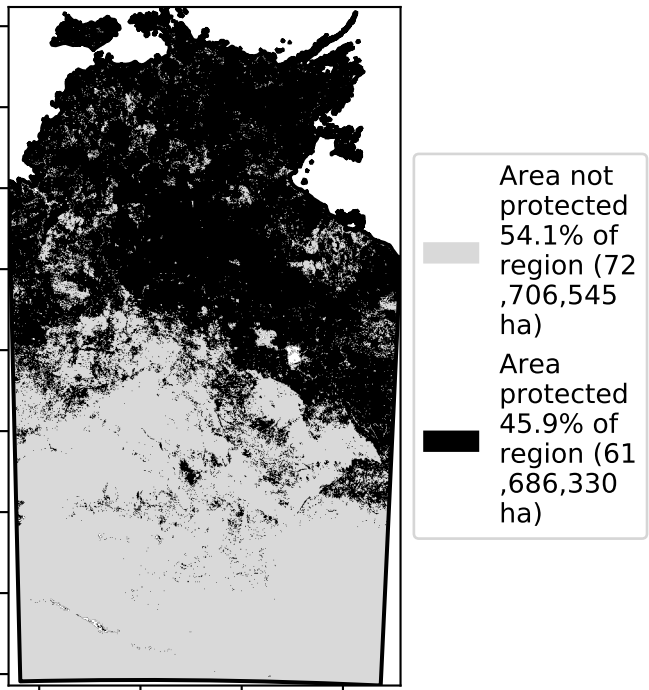 Area not
protected
54.1% of
region (72
,706,545
ha)
Area
protected
45.9% of
region (61
,686,330
ha)